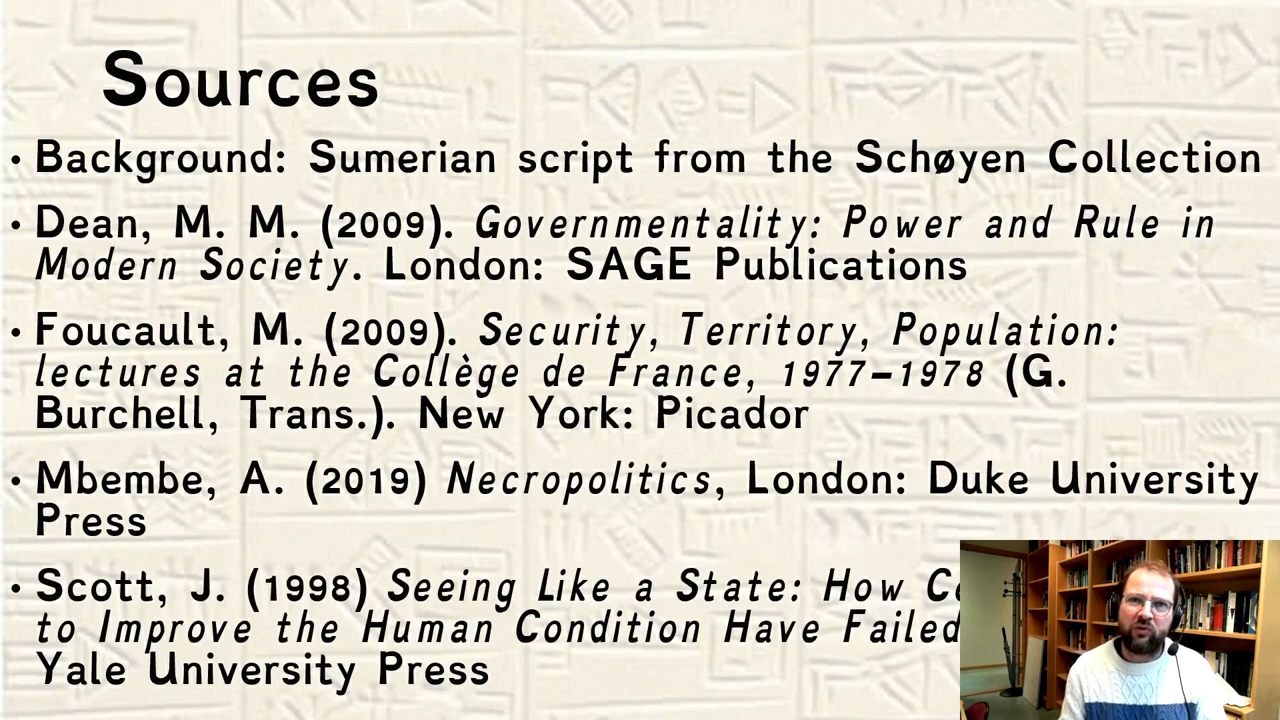 Sources
• Background: Sumerian script from the Schøyen Collection
• Dean, M. M. (2009). Governmentality: Power and Rule in
Modern Society. London: SAGE Publications
• Foucault, M. (2009). Security, Territory, Population:
lectures at the Collège de France, 1977–1978 (G.
Burchell, Trans.). New York: Picador
• Mbembe, A. (2019) Necropolitics, London: Duke University
Press
• Scott, J. (1998) Seeing Like a State: How
to Improve the Human Condition Have Failed
Yale University Press